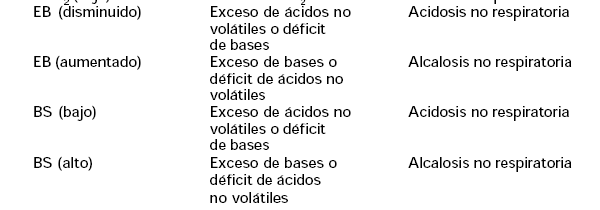 EB (disminuido) Exceso de ácidos no Acidosis no respiratoria
volátiles o déficit
de bases
EB (aumentado) Exceso de bases o Alcalosis no respiratoria
déficit de ácidos no
volátiles
BS (bajo) Exceso de ácidos no Acidosis no respiratoria
volátiles o déficit
de bases
BS (alto) Exceso de bases o Alcalosis no respiratoria
déficit de ácidos
no volátiles